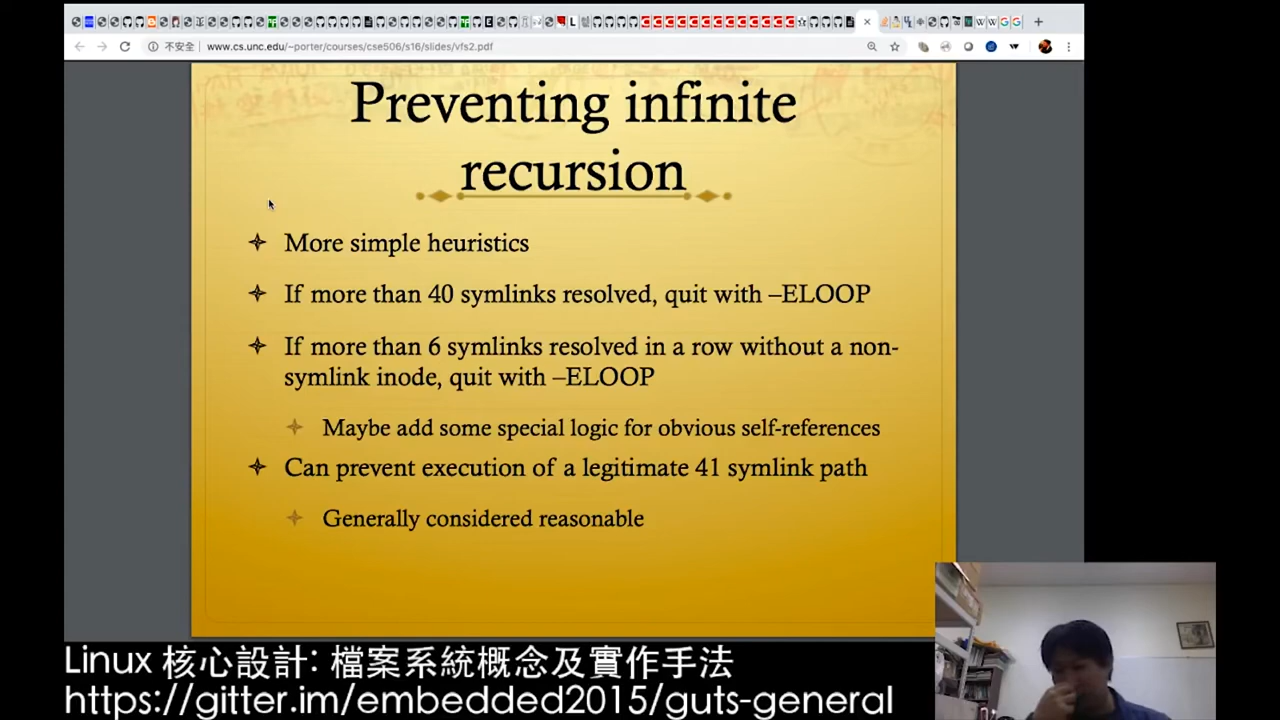 不安全 www.cs.unc.edu/~porter/courses/cse506/s16/slides/vfs2.pdf
Preventing infinite
recursion
More simple heuristics
If more than 40 symlinks resolved, quit with –ELOOP
If more than 6 symlinks resolved in a row without a non-
symlink inode, quit with –ELOOP
Maybe add some special logic for obvious self-references
Can prevent execution of a legitimate 41 symlink path
Generally considered reasonable
Linux 核心設計: 檔案系統概念及實作手法
https://gitter.im/embedded2015/guts-general